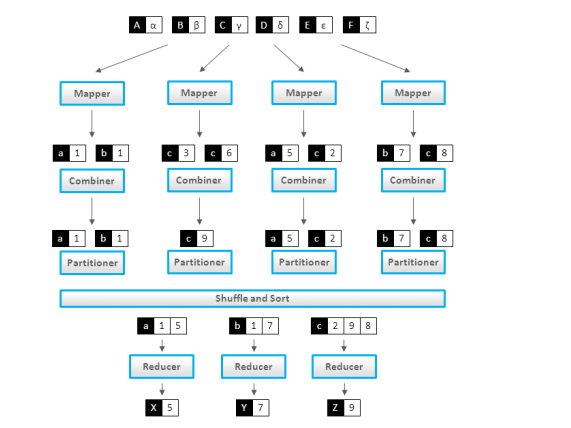 A α B β C γ D δ E ε F ζ
Mapper Mapper Mapper Mapper
a 1 b 1 c 3 c 6 a 5 c 2 b 7 c 8
Combiner Combiner Combiner Combiner
a 1 b 1 c 9 a 5 c 2 b 7 c 8
Partitioner Partitioner Partitioner Partitioner
Shuffle and Sort
a 1 5 b 1 7 c 2 9 8
Reducer Reducer Reducer
X 5 Y 7 Z 9